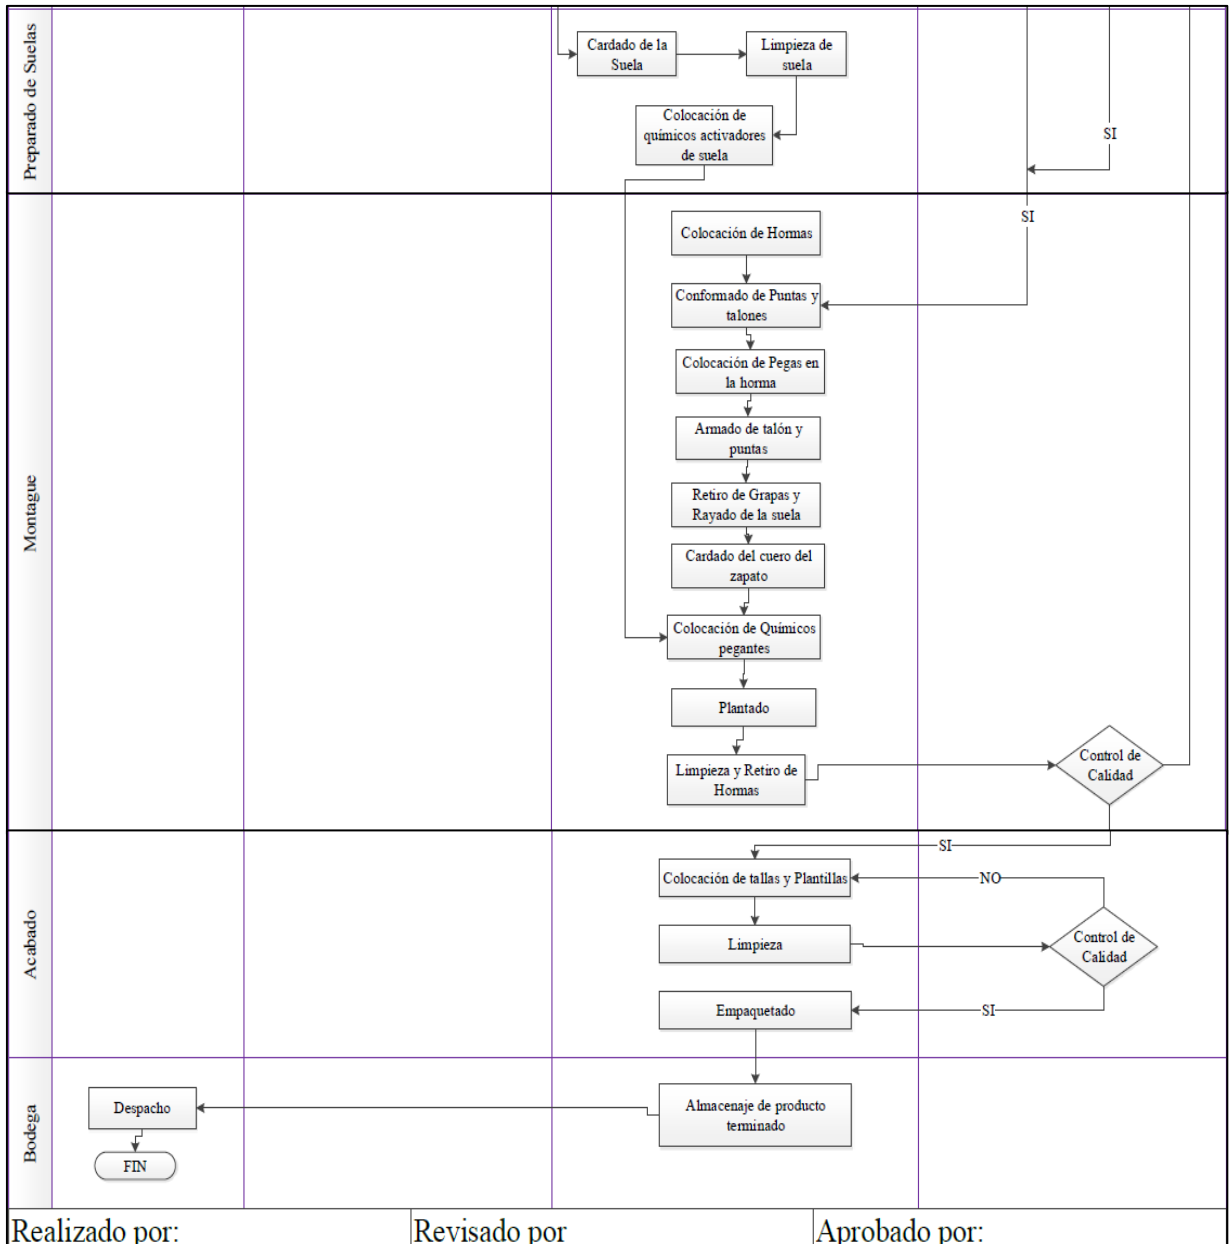 Preparado de Suelas
Cardado de la
Suela
Limpieza de
suela
Colocación de
químicos activadores
de suela
SI
Montague
SI
Colocación de Hormas
Conformado de Puntas y
talones
Colocación de Pegas en
la horma
Armado de talón y
puntas
Retiro de Grapas y
Rayado de la suela
Cardado del cuero del
zapato
Colocación de Químicos
pegantes
Plantado
Limpieza y Retiro de
Hormas
Control de
Calidad
Acabado
SI
Colocación de tallas y Plantillas
NO
Limpieza
Control de
Calidad
Empaquetado
SI
Bodega
Despacho
Almacenaje de producto
terminado
FIN
Realizado por:
Revisado por
Aprobado por: